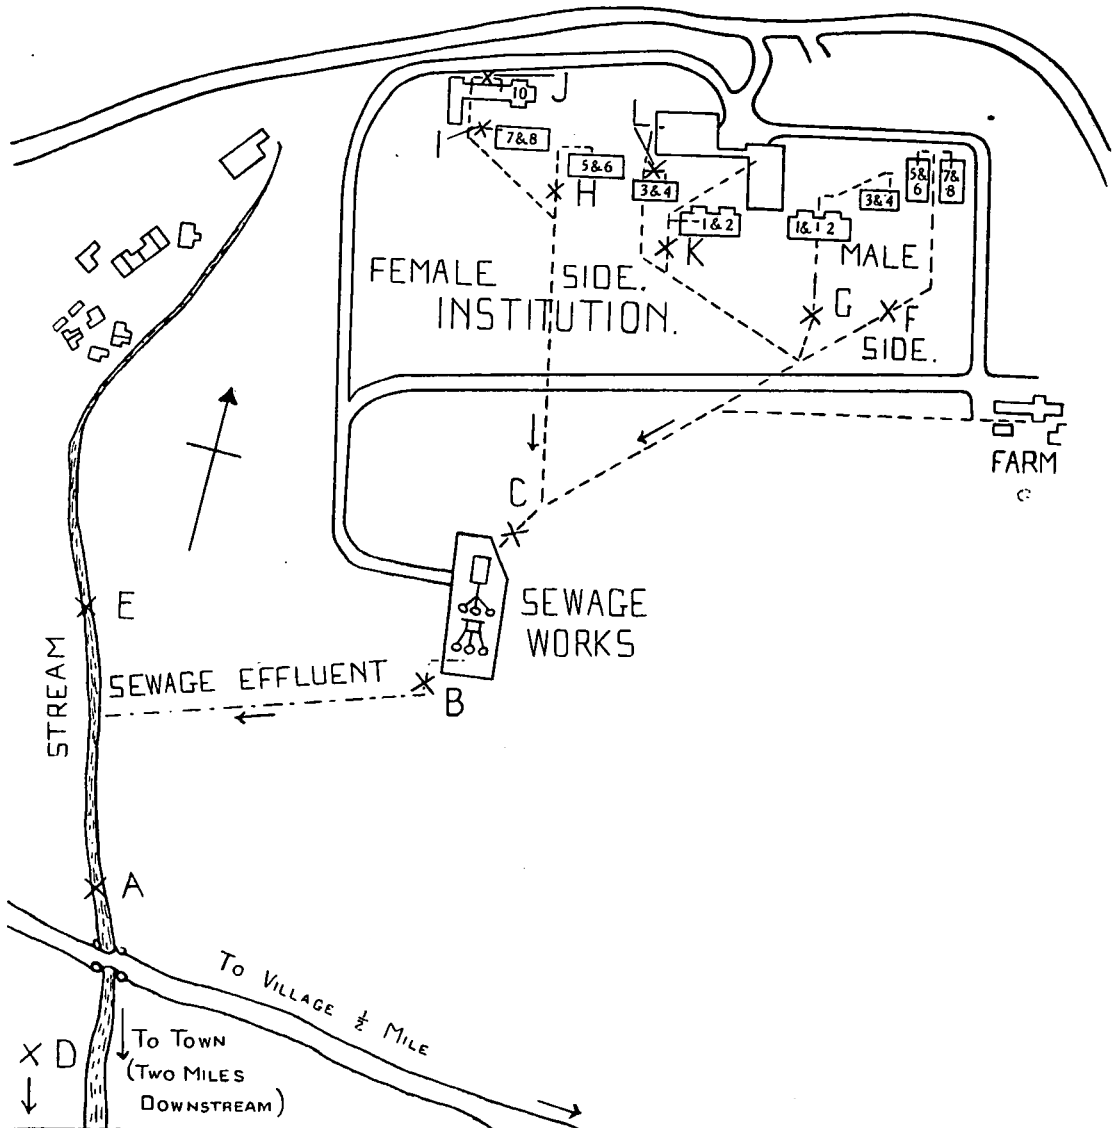 J
10
I
7&8
L
5&6
H
3&4
5&
6
7&
8
3&4
1&2
K
1&2
MALE
FEMALE SIDE.
INSTITUTION.
G
F
SIDE.
FARM
C
E
SEWAGE
WORKS
STREAM
SEWAGE EFFLUENT
B
A
TO VILLAGE ½ MILE
D
TO TOWN
(TWO MILES
DOWNSTREAM)